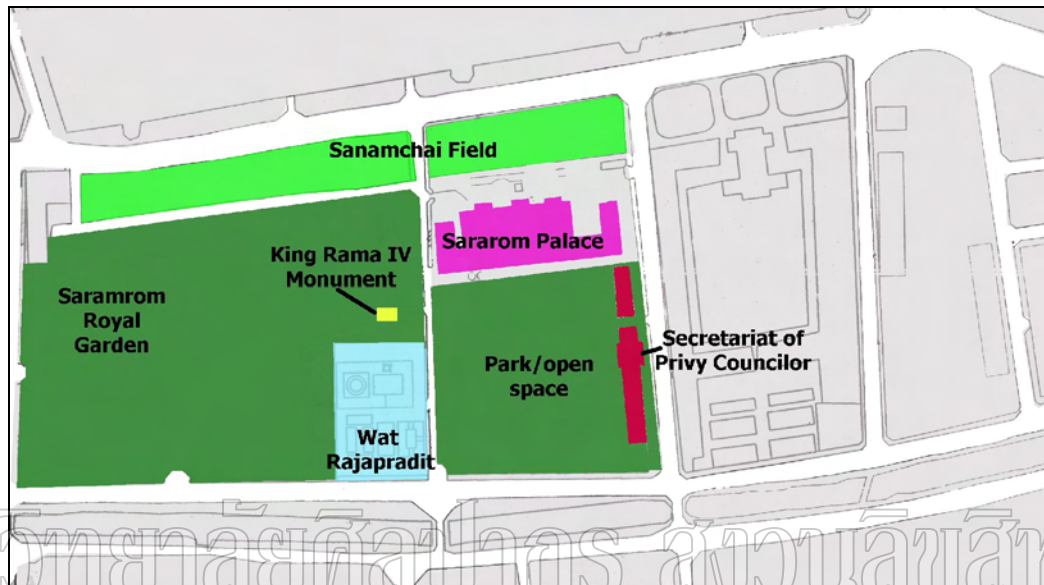 Sanamchai Field
Sararom Palace
King Rama IV
Monument
Saramrom
Royal
Garden
Secretariat of
Privy Councilor
Park/open
space
Wat
Rajapradit